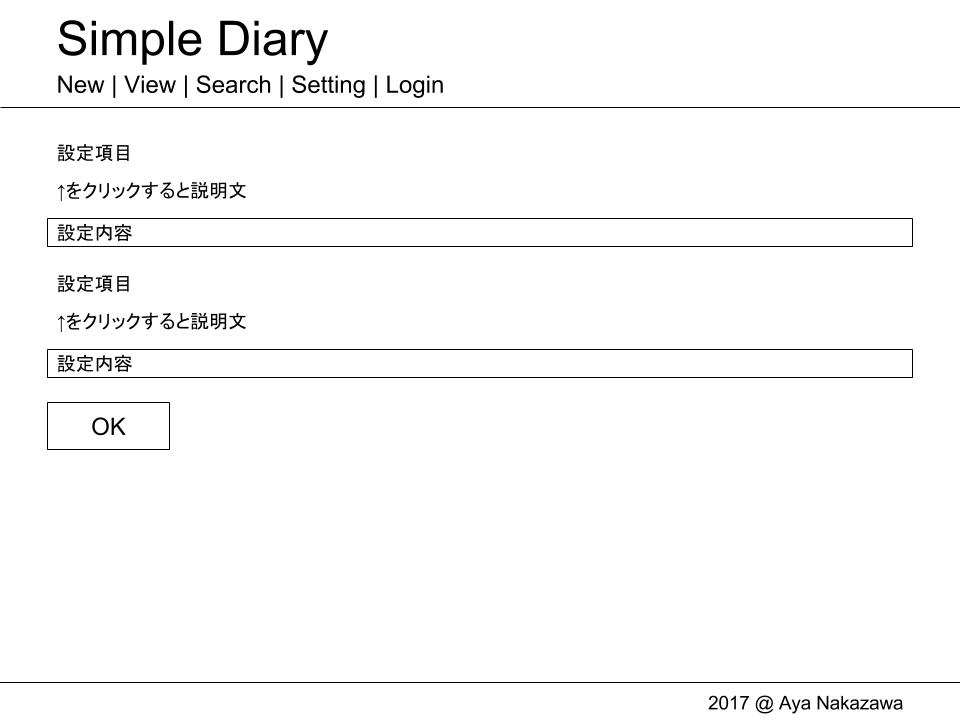 Simple Diary
New | View | Search | Setting | Login
設定項目
↑をクリックすると説明文
設定内容
設定項目
↑をクリックすると説明文
設定内容
OK
2017 @ Aya Nakazawa